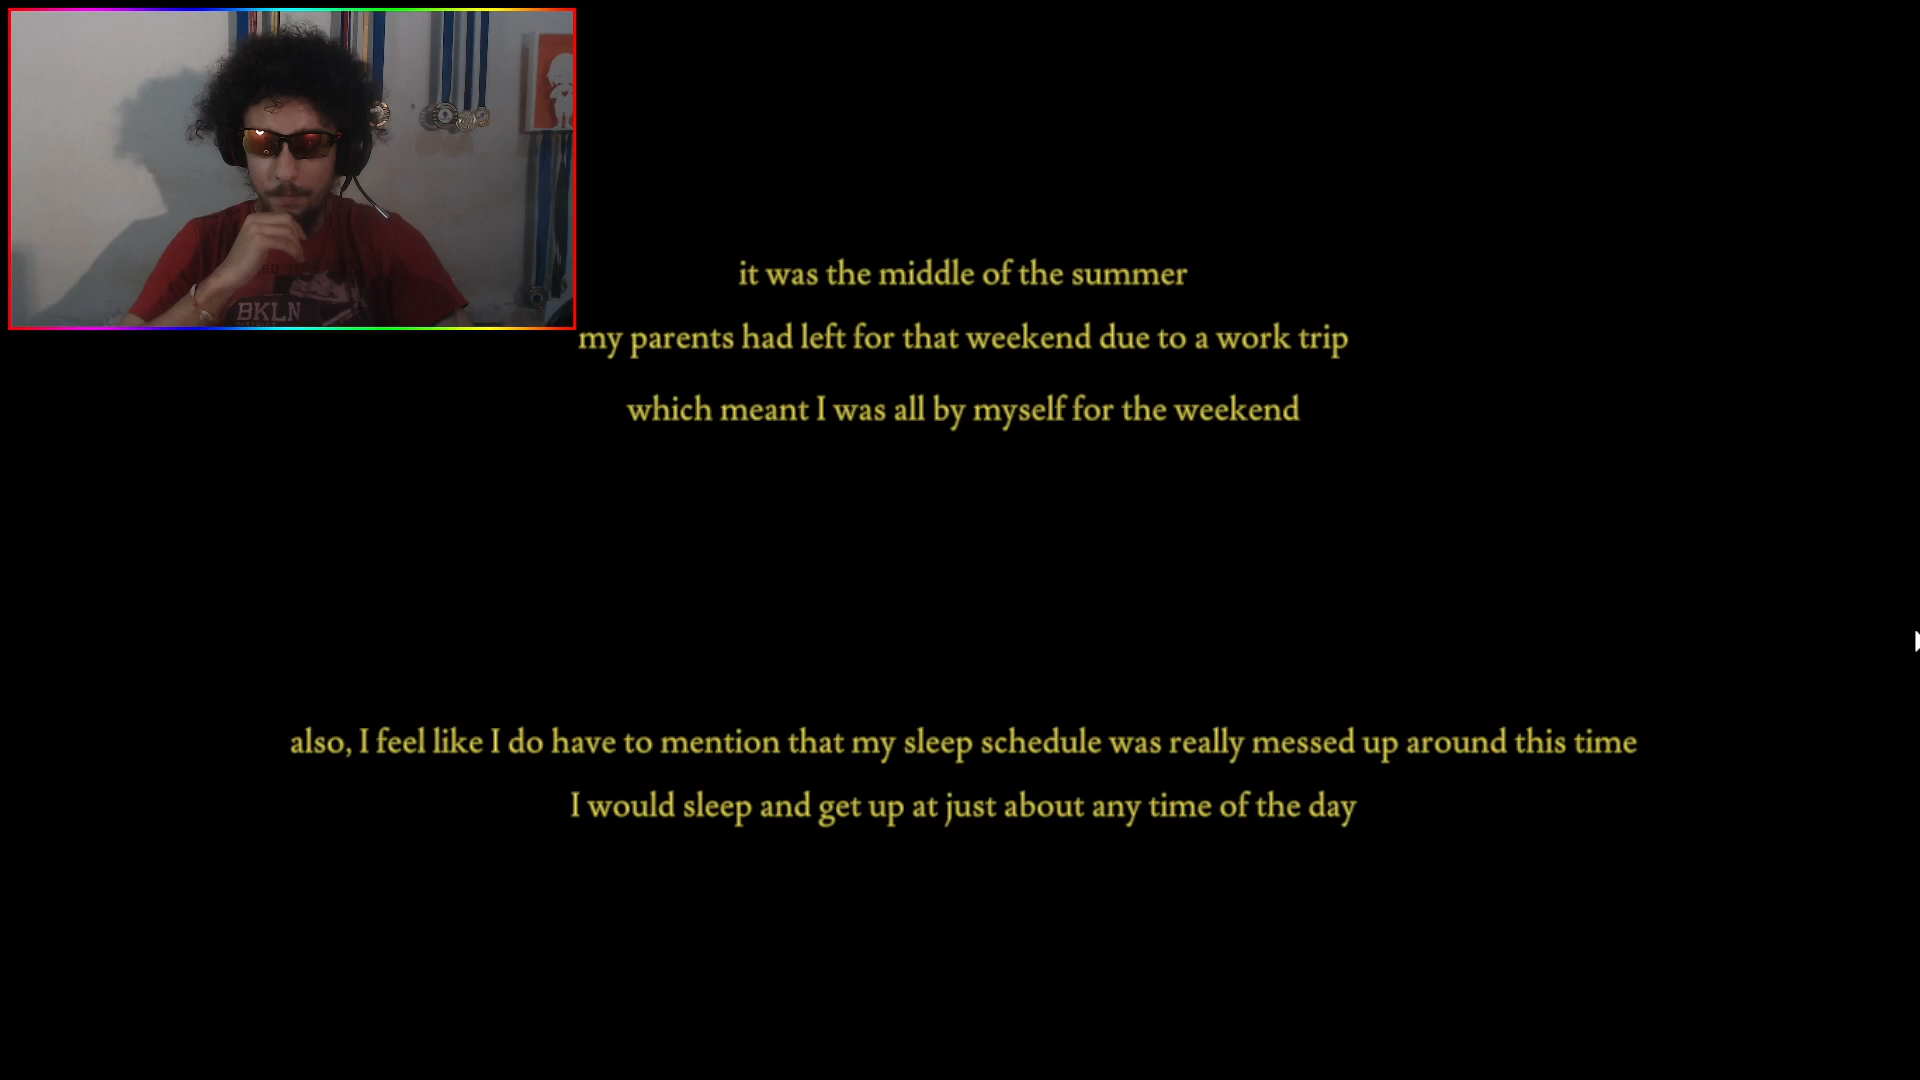 BKLN
it was the middle of the summer
my parents had left for that weekend due to a work trip
which meant I was all by myself for the weekend
also, I feel like I do have to mention that my sleep schedule was really messed up around this time
I would sleep and get up at just about any time of the day